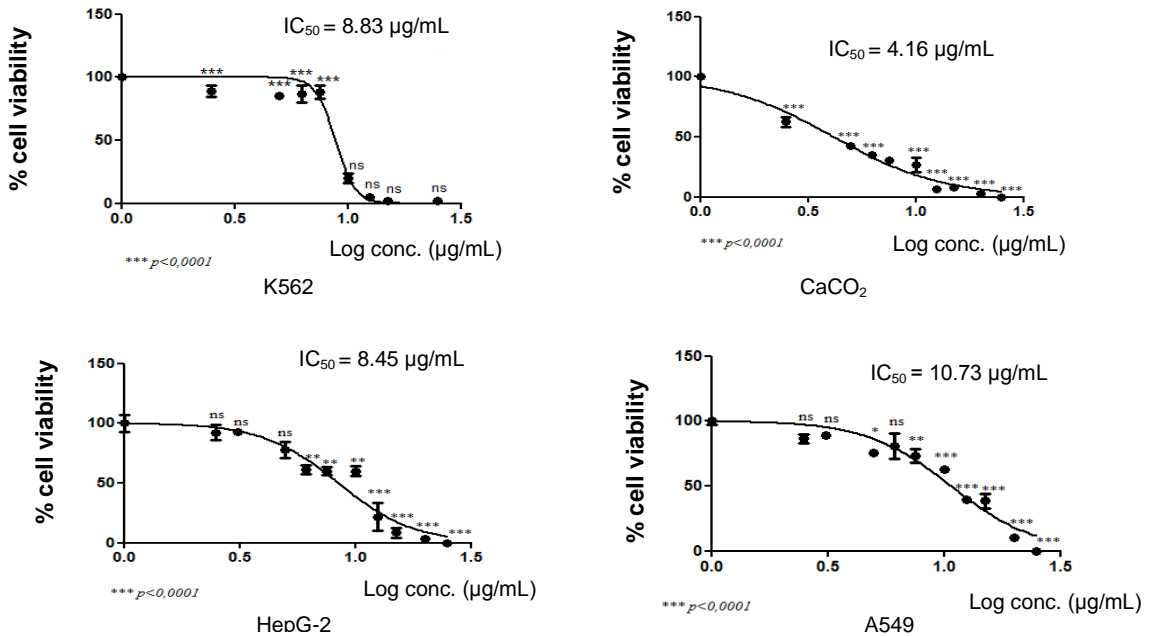 IC₅₀ = 8.83 µg/mL
% cell viability
150
100
50
0
*** *** *** ***
ns ns ns ns
0.0 0.5 1.0 1.5
Log conc. (µg/mL)
*** p<0,0001
K562
IC₅₀ = 4.16 µg/mL
% cell viability
150
100
50
0
*** *** *** *** *** *** *** ***
0.0 0.5 1.0 1.5
Log conc. (µg/mL)
*** p<0,0001
CaCO₂
IC₅₀ = 8.45 µg/mL
% cell viability
150
100
50
0
ns ns ns ** ** ** *** *** *** ***
0.0 0.5 1.0 1.5
Log conc. (µg/mL)
*** p<0,0001
HepG-2
IC₅₀ = 10.73 µg/mL
% cell viability
150
100
50
0
ns ns * ns ** *** *** *** *** ***
0.0 0.5 1.0 1.5
Log conc. (µg/mL)
*** p<0,0001
A549